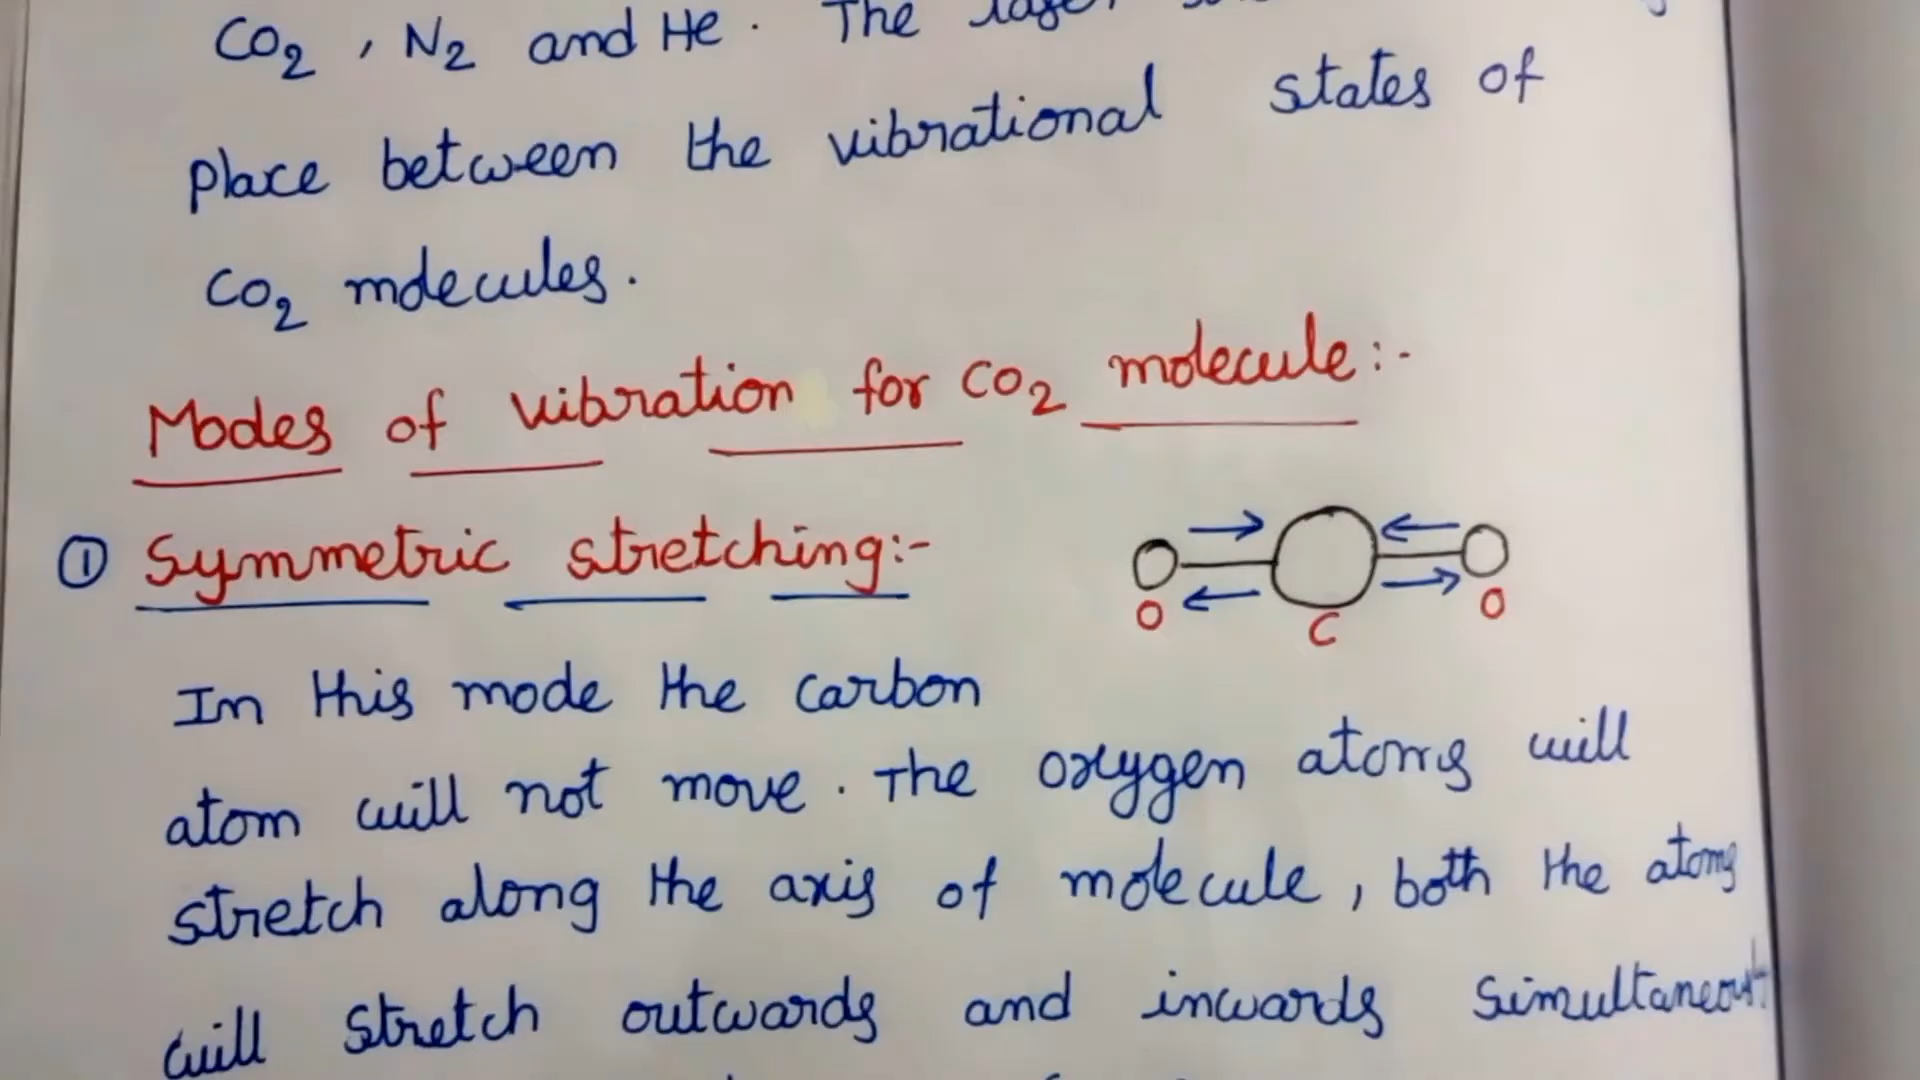 CO2, N2 and He. The
place between the vibrational states of
CO2 molecules.
Modes of vibration for CO2 molecule:-
① Symmetric stretching:-
O C O
In this mode the carbon
atom will not move. The oxygen atoms will
stretch along the axis of molecule, both the atoms
will stretch outwards and inwards